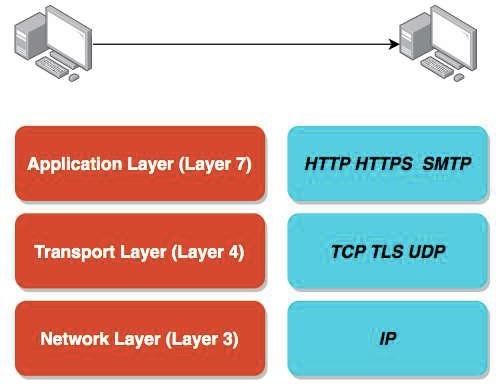 Application Layer (Layer 7)
HTTP HTTPS SMTP
Transport Layer (Layer 4)
TCP TLS UDP
Network Layer (Layer 3)
IP